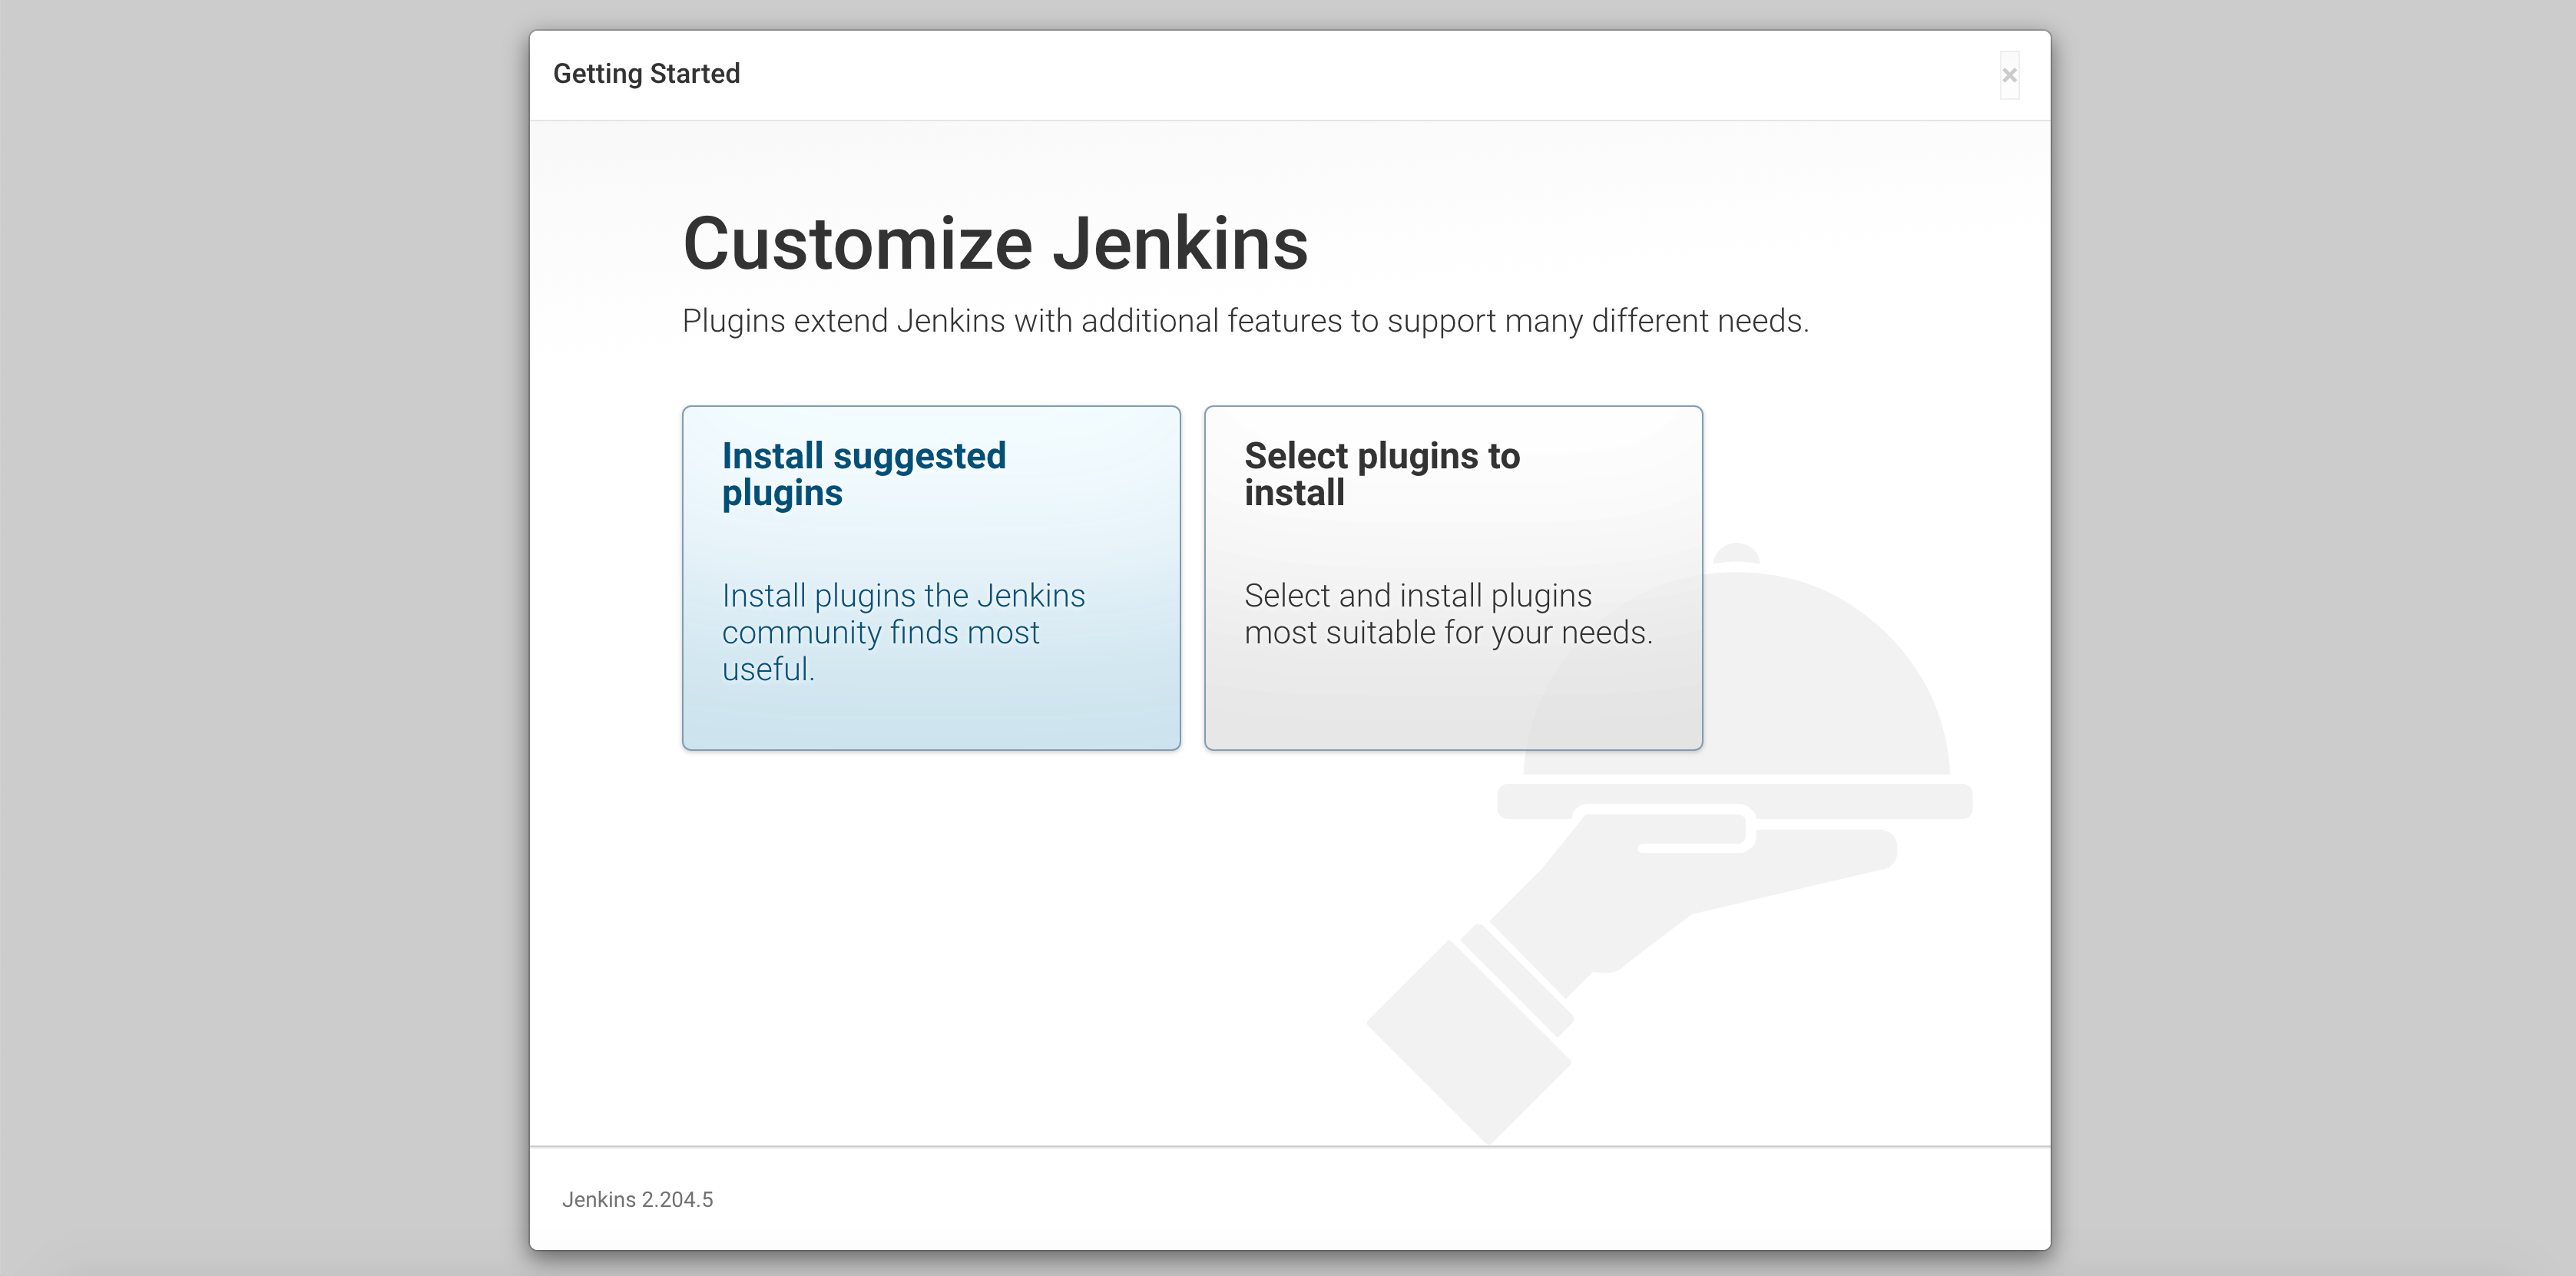 Getting Started
×
Customize Jenkins
Plugins extend Jenkins with additional features to support many different needs.
Install suggested
plugins
Install plugins the Jenkins
community finds most
useful.
Select plugins to
install
Select and install plugins
most suitable for your needs.
Jenkins 2.204.5